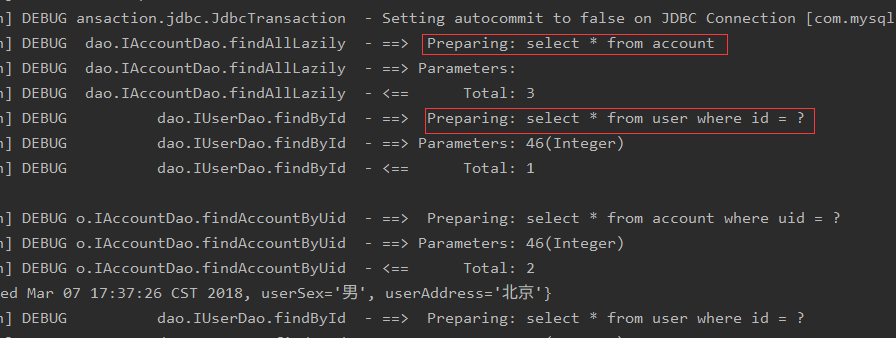 ] DEBUG ansaction.jdbc.JdbcTransaction - Setting autocommit to false on JDBC Connection [com.mysql
n] DEBUG dao.IAccountDao.findAllLazily - ==> Preparing: select * from account
n] DEBUG dao.IAccountDao.findAllLazily - ==> Parameters:
n] DEBUG dao.IAccountDao.findAllLazily - <== Total: 3
n] DEBUG dao.IUserDao.findById - ==> Preparing: select * from user where id = ?
n] DEBUG dao.IUserDao.findById - ==> Parameters: 46(Integer)
n] DEBUG dao.IUserDao.findById - <== Total: 1
n] DEBUG o.IAccountDao.findAccountByUid - ==> Preparing: select * from account where uid = ?
n] DEBUG o.IAccountDao.findAccountByUid - ==> Parameters: 46(Integer)
n] DEBUG o.IAccountDao.findAccountByUid - <== Total: 2
ed Mar 07 17:37:26 CST 2018, userSex='男', userAddress='北京'}
n] DEBUG dao.IUserDao.findById - ==> Preparing: select * from user where id = ?